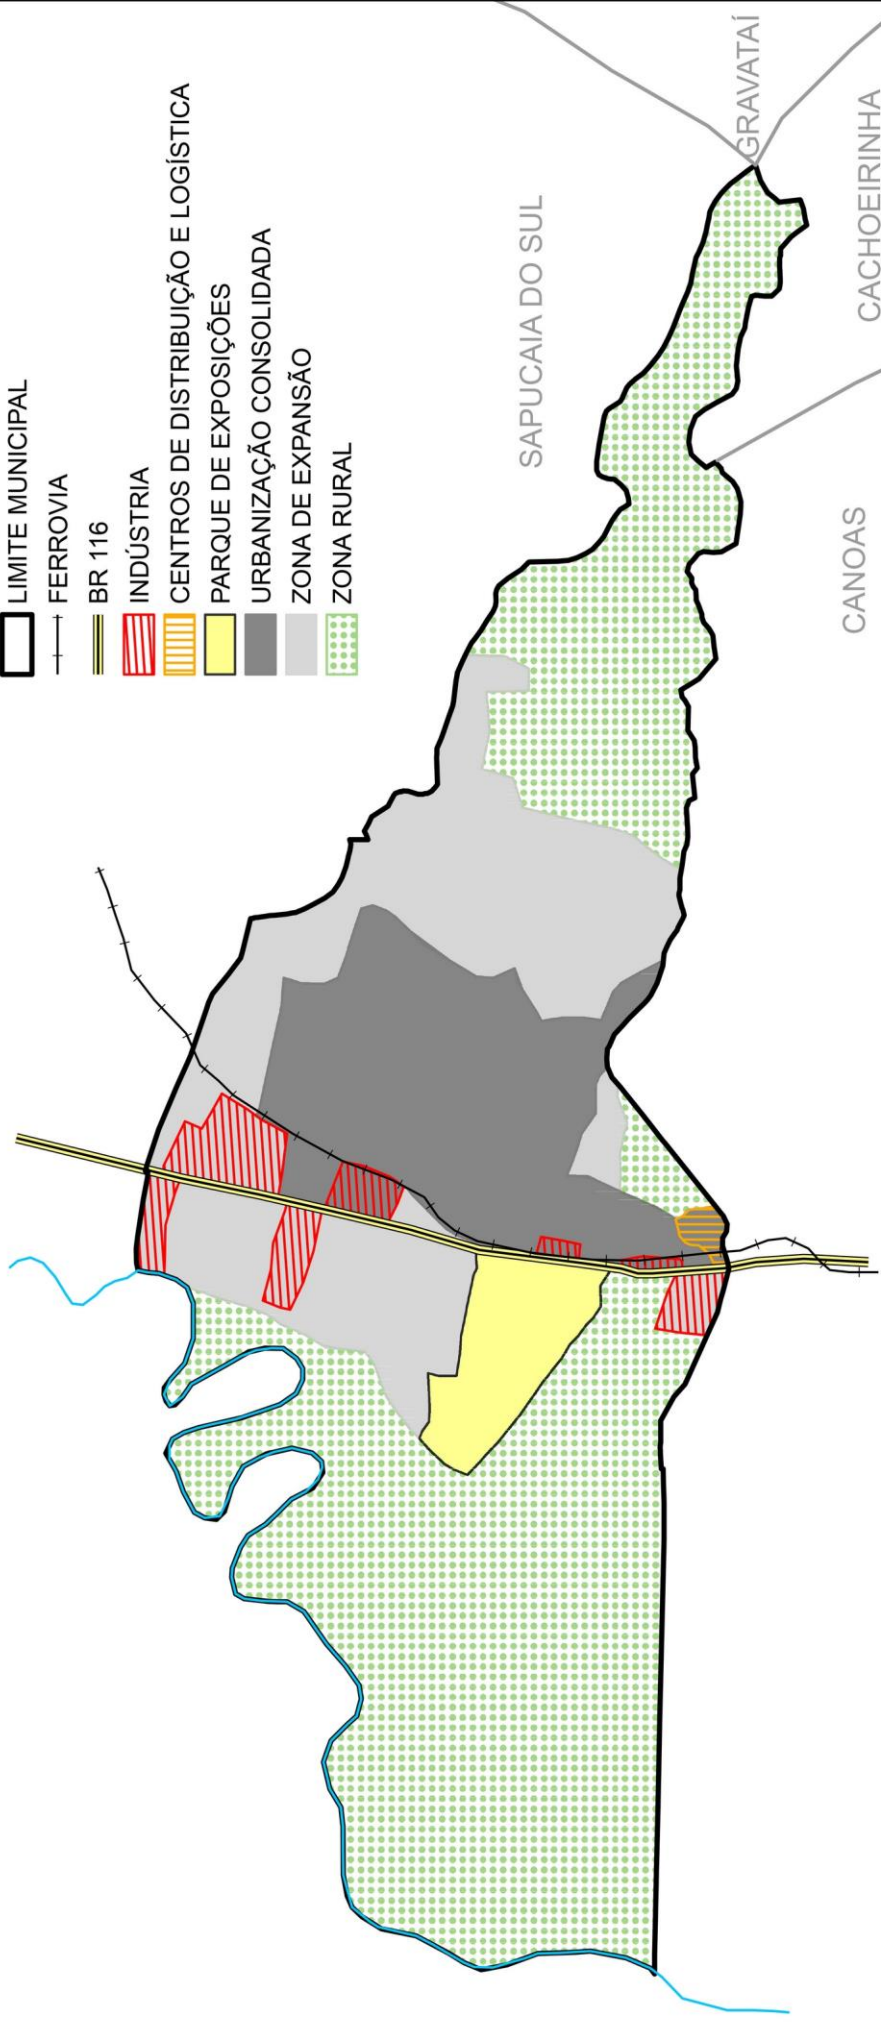 LIMITE MUNICIPAL
FERROVIA
BR 116
INDÚSTRIA
CENTROS DE DISTRIBUIÇÃO E LOGÍSTICA
PARQUE DE EXPOSIÇÕES
URBANIZAÇÃO CONSOLIDADA
ZONA DE EXPANSÃO
ZONA RURAL
SAPUCAIA DO SUL
GRAVATAÍ
CANOAS
CACHOEIRINHA